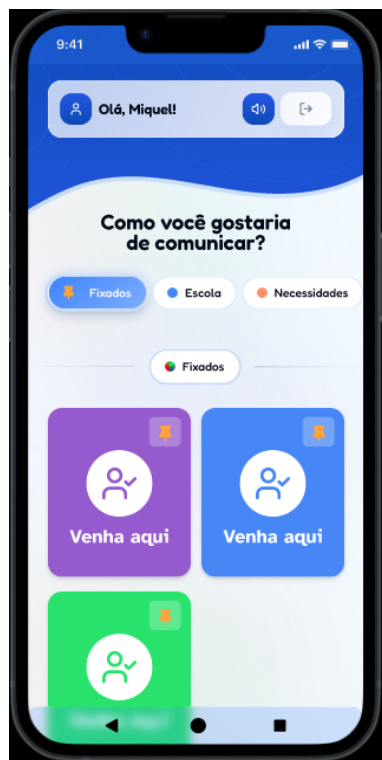 9:41
Olá, Miquel!
Como você gostaria
de comunicar?
Fixados
Escola
Necessidades
Fixados
Venha aqui
Venha aqui